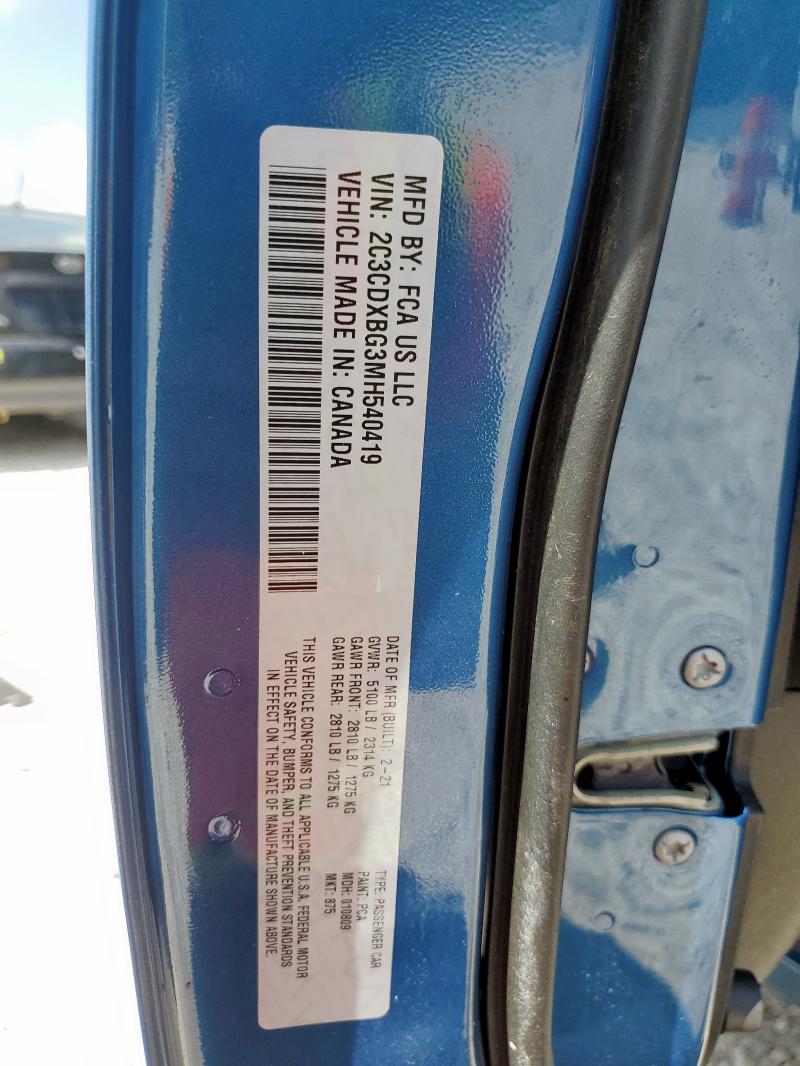 MFD BY: FCA US LLC
VIN: 2C3CDXBG3MH540419
VEHICLE MADE IN: CANADA
DATE OF MFR (BUILT): 2-21
GVWR: 5100 LB / 2314 KG
GAWR FRONT: 2810 LB / 1275 KG
GAWR REAR: 2810 LB / 1275 KG
TYPE: PASSENGER CAR
PAINT: PCA
MDH: 010809
MKT: 875
THIS VEHICLE CONFORMS TO ALL APPLICABLE U.S.A. FEDERAL MOTOR
VEHICLE SAFETY, BUMPER, AND THEFT PREVENTION STANDARDS
IN EFFECT ON THE DATE OF MANUFACTURE SHOWN ABOVE.